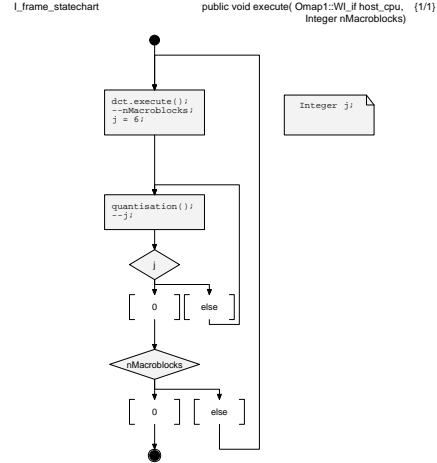 I_frame_statechart
public void execute( Omap1::WI_if host_cpu, {1/1}
Integer nMacroblocks)
dct.execute();
--nMacroblocks;
j = 6;
Integer j;
quantisation();
--j;
j
0
else
nMacroblocks
0
else